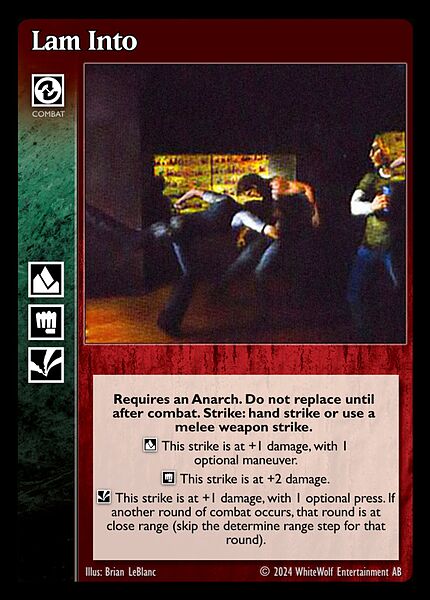 Lam Into
COMBAT
Requires an Anarch. Do not replace until
after combat. Strike: hand strike or use a
melee weapon strike.
This strike is at +1 damage, with 1
optional maneuver.
This strike is at +2 damage.
This strike is at +1 damage, with 1 optional press. If
another round of combat occurs, that round is at
close range (skip the determine range step for that
round).
Illus: Brian LeBlanc
© 2024 WhiteWolf Entertainment AB